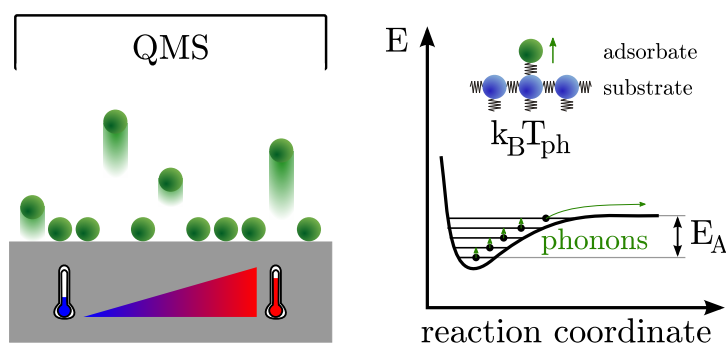 QMS
E
adsorbate
substrate
k_BT_ph
phonons
E_A
reaction coordinate